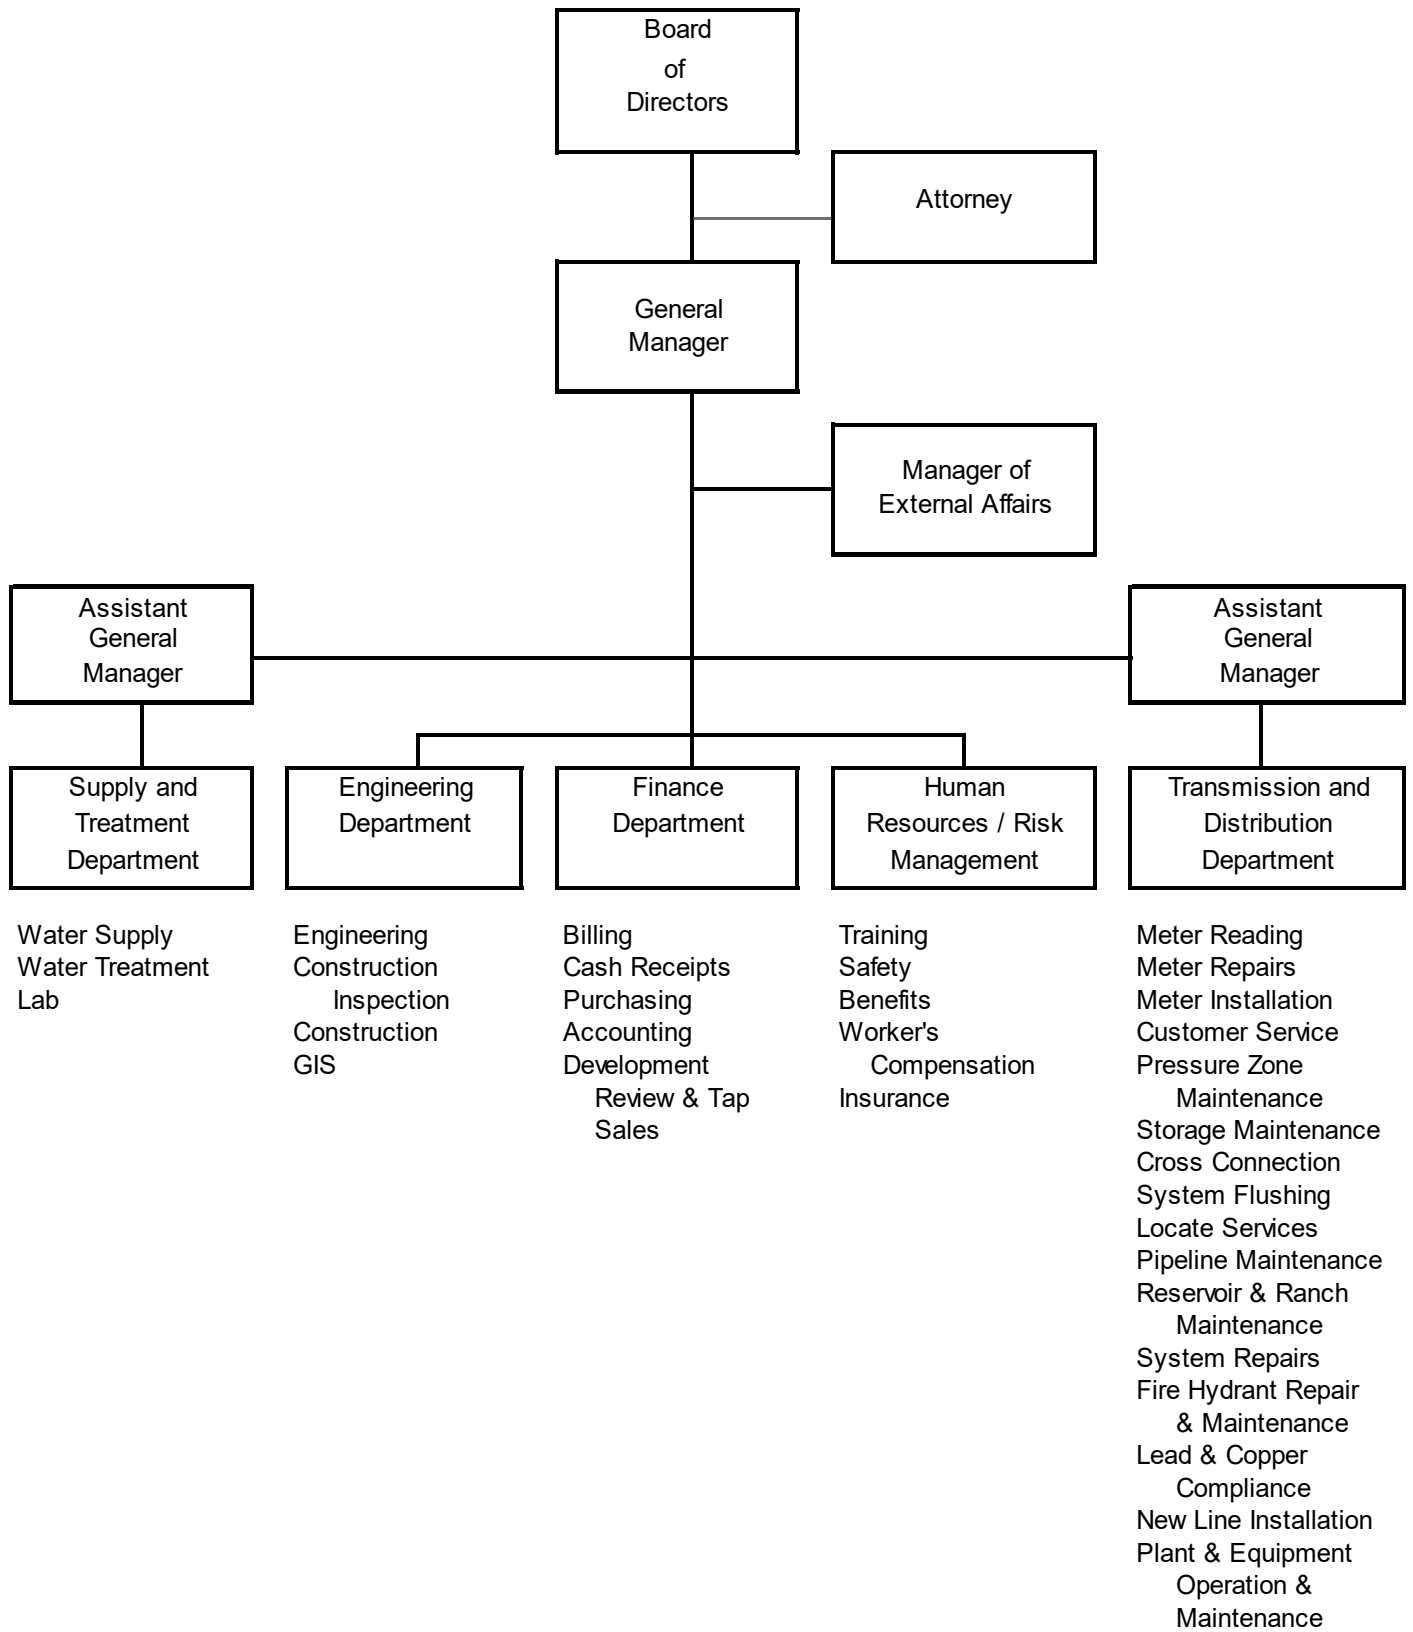 Board
of
Directors
Attorney
General
Manager
Manager of
External Affairs
Assistant
General
Manager
Assistant
General
Manager
Supply and
Treatment
Department
Engineering
Department
Finance
Department
Human
Resources / Risk
Management
Transmission and
Distribution
Department
Water Supply
Water Treatment
Lab
Engineering
Construction
Inspection
Construction
GIS
Billing
Cash Receipts
Purchasing
Accounting
Development
Review & Tap
Sales
Training
Safety
Benefits
Worker's
Compensation
Insurance
Meter Reading
Meter Repairs
Meter Installation
Customer Service
Pressure Zone
Maintenance
Storage Maintenance
Cross Connection
System Flushing
Locate Services
Pipeline Maintenance
Reservoir & Ranch
Maintenance
System Repairs
Fire Hydrant Repair
& Maintenance
Lead & Copper
Compliance
New Line Installation
Plant & Equipment
Operation &
Maintenance